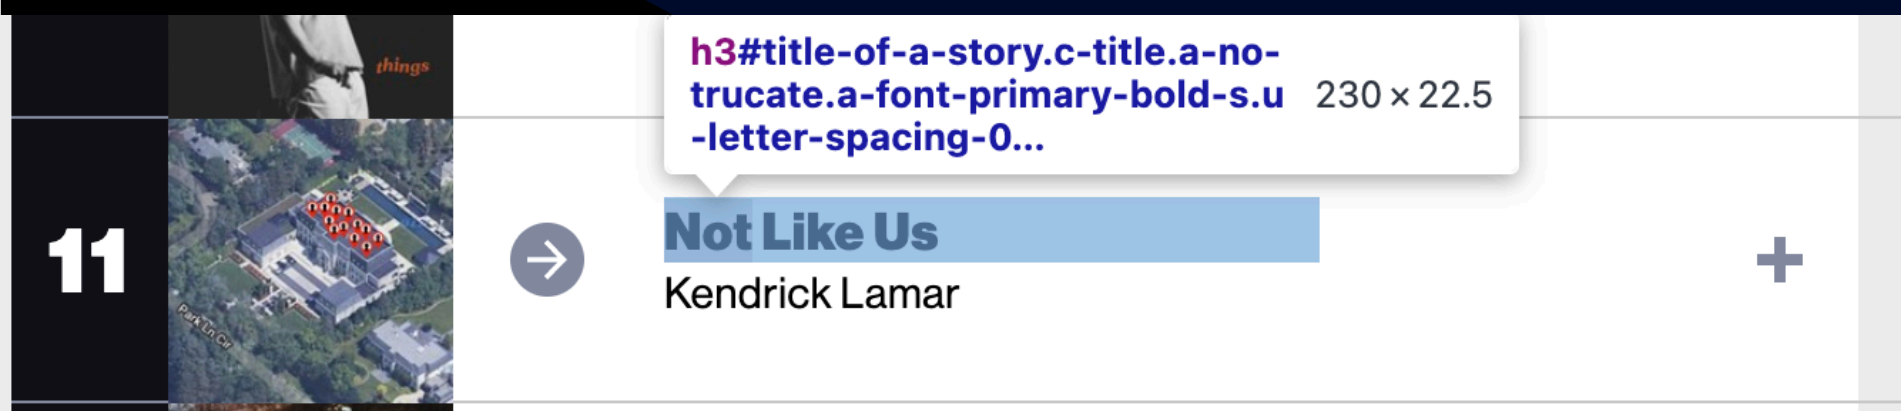 things
h3#title-of-a-story.c-title.a-no-
trucate.a-font-primary-bold-s.u
-letter-spacing-0...
230 × 22.5
11
Not Like Us
Kendrick Lamar
Park Ln Cir